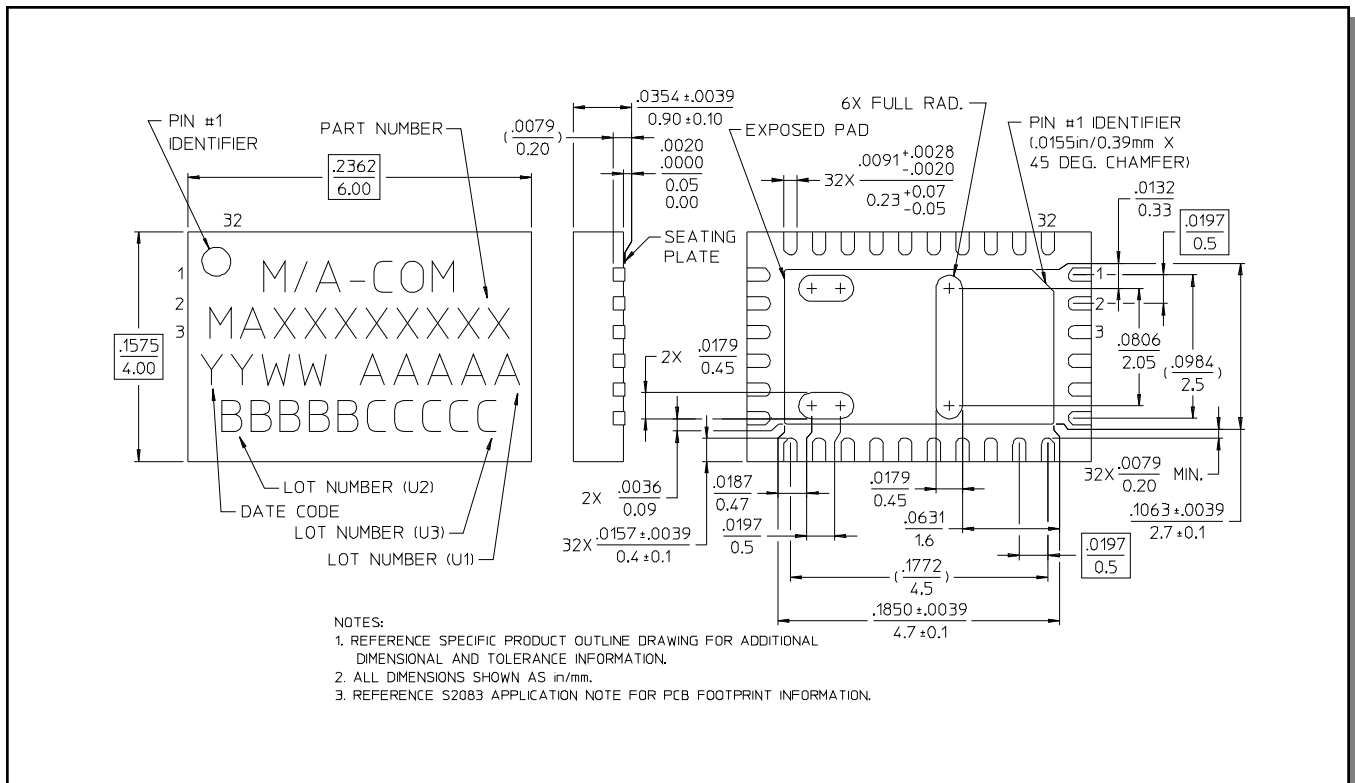 PIN #1
IDENTIFIER
PART NUMBER
.2362
6.00
32
1
2
3
M/A-COM
MAXXXXXXXXX
YYWW AAAAA
BBBBBCCCCC
.1575
4.00
LOT NUMBER (U2)
DATE CODE
LOT NUMBER (U3)
LOT NUMBER (U1)
.0354 ±.0039
0.90 ±0.10
(.0079
0.20)
.0020
.0000
0.05
0.00
SEATING
PLATE
EXPOSED PAD
6X FULL RAD.
32X .0091 +.0028
-.0020
0.23 +0.07
-0.05
PIN #1 IDENTIFIER
(.0155in/0.39mm X
45 DEG. CHAMFER)
32
.0132
0.33
.0197
0.5
1
2
3
.0806
2.05
(.0984
2.5)
2X .0179
0.45
2X .0036
0.09
32X .0157 ±.0039
0.4 ±0.1
.0187
0.47
.0197
0.5
.0179
0.45
.0631
1.6
32X .0079 MIN.
0.20
.1063 ±.0039
2.7 ±0.1
.0197
0.5
(.1772
4.5)
.1850 ±.0039
4.7 ±0.1
NOTES:
1. REFERENCE SPECIFIC PRODUCT OUTLINE DRAWING FOR ADDITIONAL
DIMENSIONAL AND TOLERANCE INFORMATION.
2. ALL DIMENSIONS SHOWN AS in/mm.
3. REFERENCE S2083 APPLICATION NOTE FOR PCB FOOTPRINT INFORMATION.